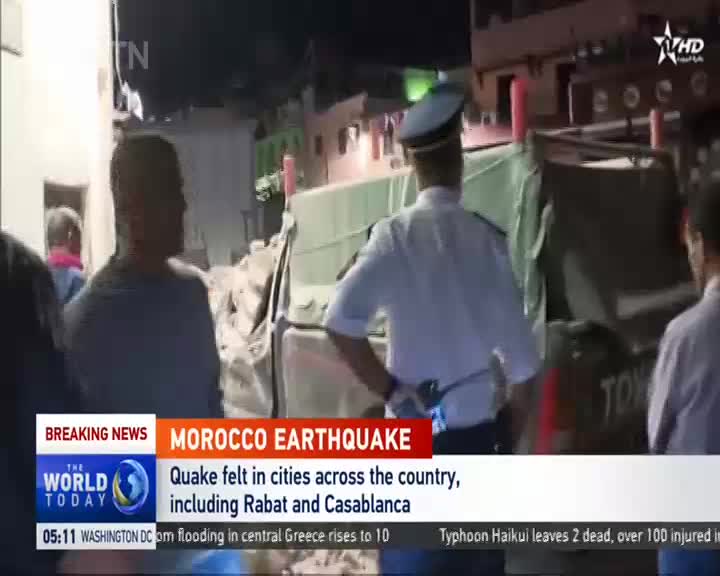 TN
HD
BREAKING NEWS
MOROCCO EARTHQUAKE
THE WORLD TODAY
Quake felt in cities across the country,
including Rabat and Casablanca
05:11 WASHINGTON DC
om flooding in central Greece rises to 10 Typhoon Haikui leaves 2 dead, over 100 injured in
TOY